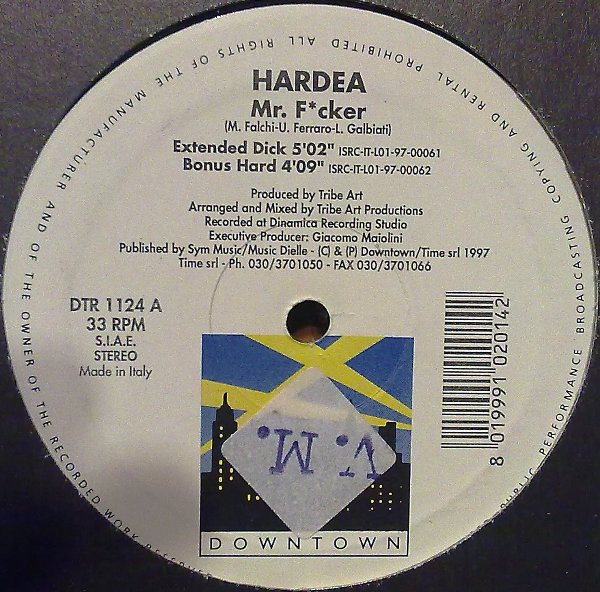 HARDEA
Mr. F*cker
(M. Falchi-U. Ferraro-L. Galbiati)
Extended Dick 5'02" ISRC-IT-L01-97-00061
Bonus Hard 4'09" ISRC-IT-L01-97-00062
Produced by Tribe Art
Arranged and Mixed by Tribe Art Productions
Recorded at Dinamica Recording Studio
Executive Producer: Giacomo Maiolini
Published by Sym Music/Music Dielle - (C) & (P) Downtown/Time srl 1997
Time srl - Ph. 030/3701050 - FAX 030/3701066
DTR 1124 A
33 RPM
S.I.A.E.
STEREO
Made in Italy
8 019991 020142
V. M.
DOWNTOWN
ALL RIGHTS OF THE MANUFACTURER AND OF THE OWNER OF THE RECORDED WORK RESERVED
PUBLIC PERFORMANCE BROADCASTING COPYING AND RENTAL PROHIBITED